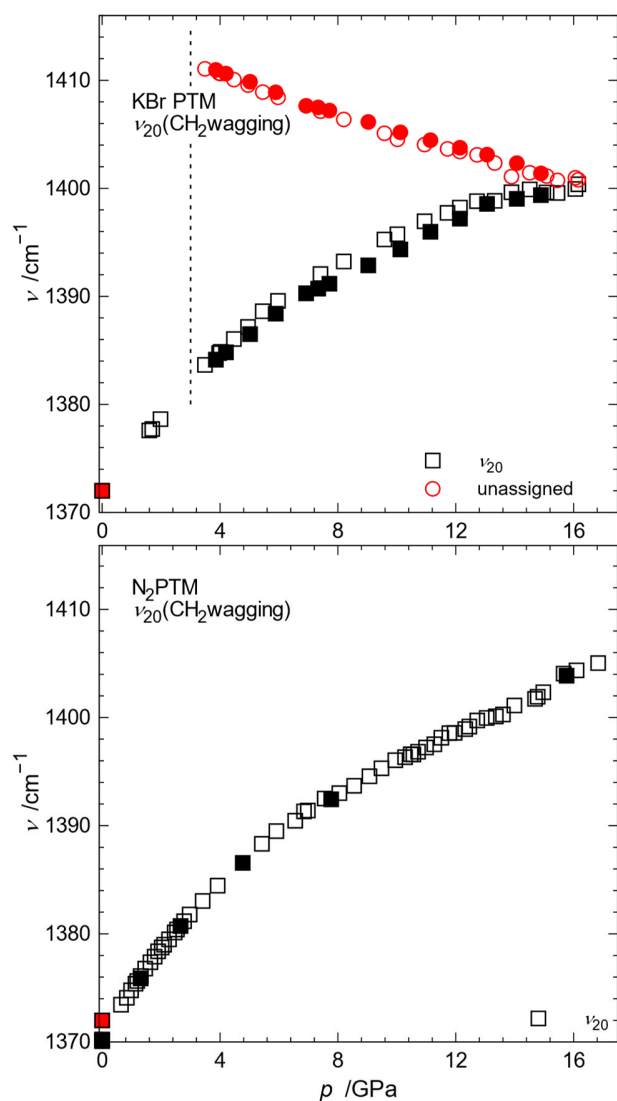 1410
KBr PTM
ν₂₀(CH₂wagging)
1400
ν /cm⁻¹
1390
1380
ν₂₀
unassigned
1370
0 4 8 12 16
N₂PTM
ν₂₀(CH₂wagging)
1410
1400
ν /cm⁻¹
1390
1380
ν₂₀
1370
0 4 8 12 16
p /GPa